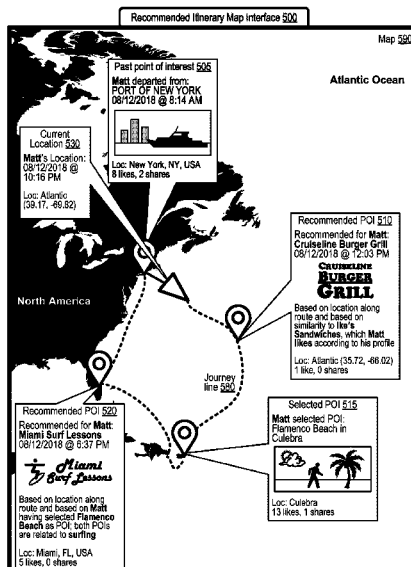 Recommended Itinerary Map interface 500
Map 590
Past point of interest 505
Matt departed from:
PORT OF NEW YORK
08/12/2018 @ 8:14 AM
Loc: New York, NY, USA
8 likes, 2 shares
Atlantic Ocean
Current
Location 530
Matt's Location:
08/12/2018 @
10:16 PM
Loc: Atlantic
(39.17, -69.82)
North America
Recommended POI 510
Recommended for Matt:
Cruiseline Burger Grill
08/12/2018 @ 12:03 PM
CRUISELINE
BURGER
GRILL
Based on location along
route and based on
similarity to Ike's
Sandwiches, which Matt
likes according to his profile
Loc: Atlantic (35.72, -66.02)
1 like, 0 shares
Journey
line 580
Recommended POI 520
Recommended for Matt:
Miami Surf Lessons
08/12/2018 @ 6:37 PM
Miami
Surf Lessons
Based on location along
route and based on Matt
having selected Flamenco
Beach as POI; both POIs
are related to surfing
Loc: Miami, FL, USA
5 likes, 0 shares
Selected POI 515
Matt selected POI:
Flamenco Beach in
Culebra
Loc: Culebra
13 likes, 1 shares